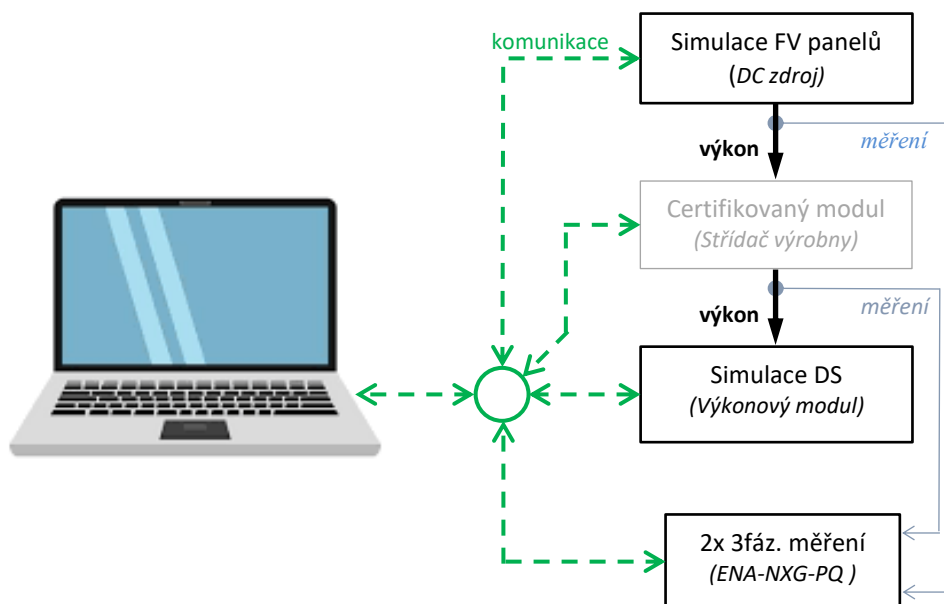 komunikace
Simulace FV panelů
(DC zdroj)
výkon
měření
Certifikovaný modul
(Střídač výrobny)
výkon
měření
Simulace DS
(Výkonový modul)
2x 3fáz. měření
(ENA-NXG-PQ )